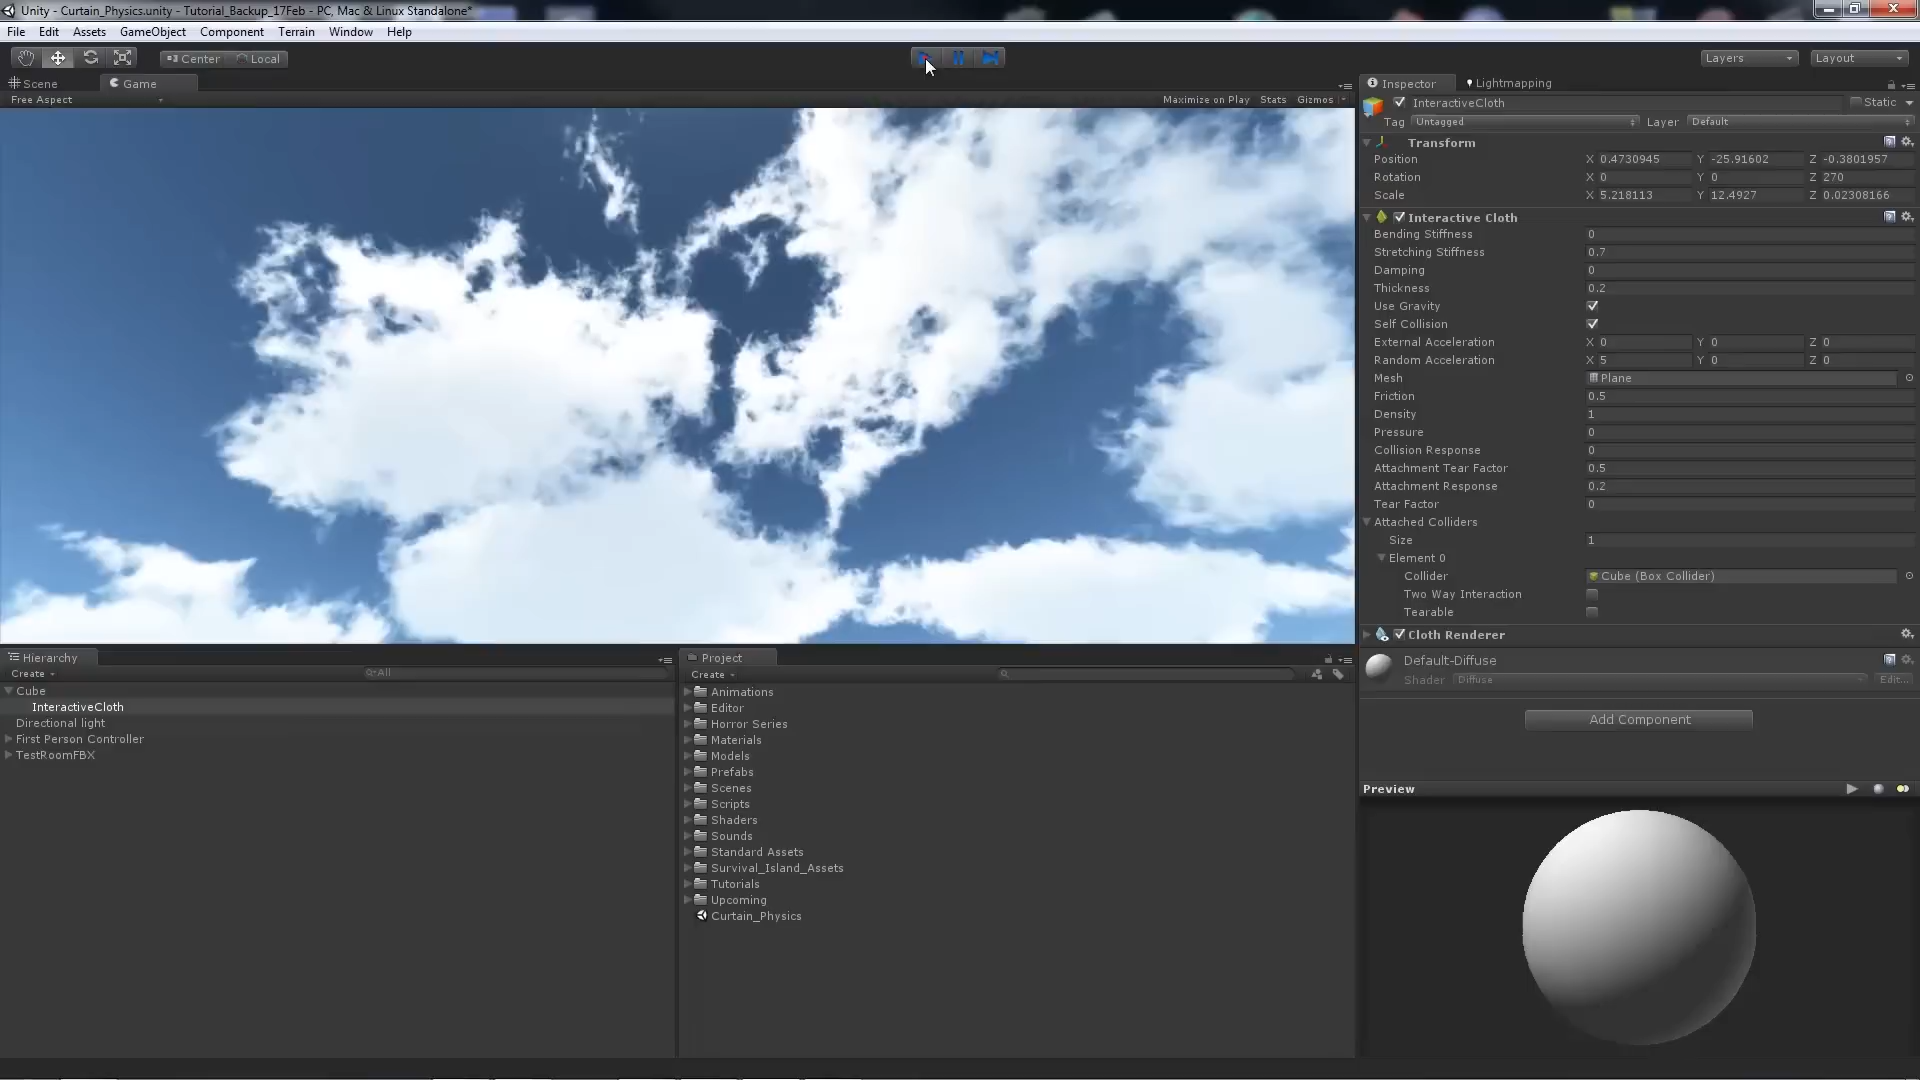 Unity - Curtain_Physics.unity - Tutorial_Backup_17Feb - PC, Mac & Linux Standalone*
File Edit Assets GameObject Component Terrain Window Help
Center Local
Layers Layout
Scene Game
Free Aspect
Maximize on Play Stats Gizmos
Inspector Lightmapping
InteractiveCloth Static
Tag Untagged Layer Default
Transform
Position X 0.4730945 Y -25.91602 Z -0.3801957
Rotation X 0 Y 0 Z 270
Scale X 5.218113 Y 12.4927 Z 0.02308166
Interactive Cloth
Bending Stiffness 0
Stretching Stiffness 0.7
Damping 0
Thickness 0.2
Use Gravity
Self Collision
External Acceleration X 0 Y 0 Z 0
Random Acceleration X 5 Y 0 Z 0
Mesh Plane
Friction 0.5
Density 1
Pressure 0
Collision Response 0
Attachment Tear Factor 0.5
Attachment Response 0.2
Tear Factor 0
Attached Colliders
Size 1
Element 0
Collider Cube (Box Collider)
Two Way Interaction
Tearable
Cloth Renderer
Default-Diffuse
Shader Diffuse Edit...
Add Component
Preview
Hierarchy
Create All
Cube
InteractiveCloth
Directional light
First Person Controller
TestRoomFBX
Project
Create
Animations
Editor
Horror Series
Materials
Models
Prefabs
Scenes
Scripts
Shaders
Sounds
Standard Assets
Survival_Island_Assets
Tutorials
Upcoming
Curtain_Physics